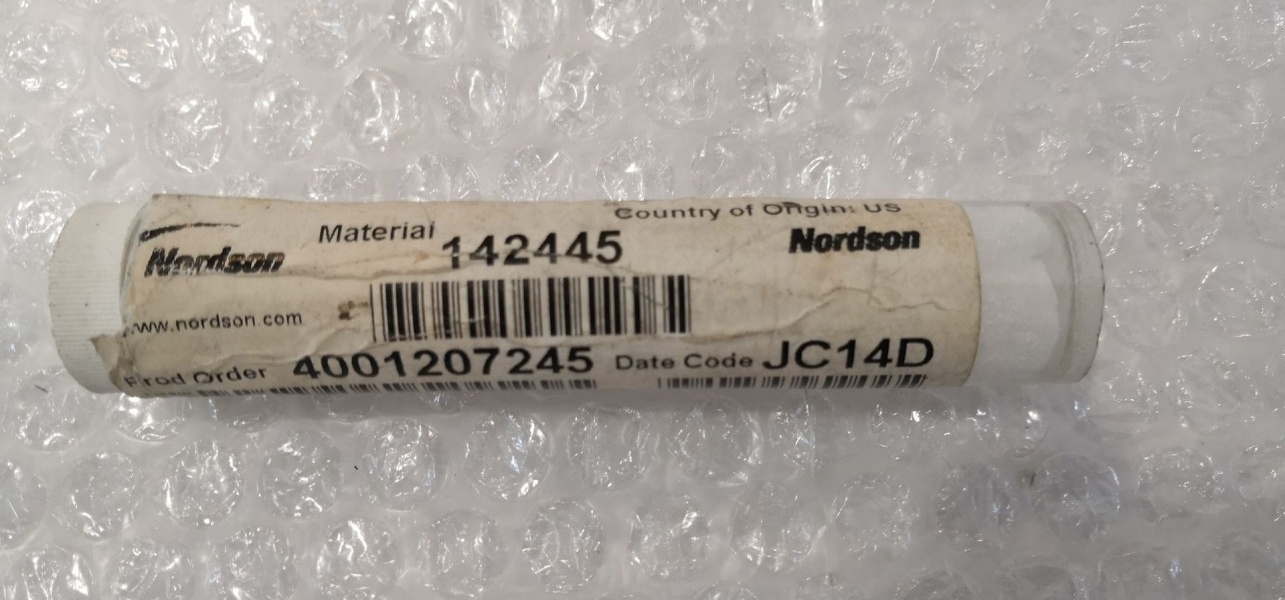 Country of Origin: US
Nordson
Material 142445
Nordson
www.nordson.com
Prod Order 4001207245 Date Code JC14D